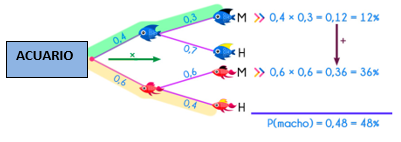 0,3 M ≫ 0,4 × 0,3 = 0,12 = 12%
0,4
ACUARIO × 0,7 H +
0,6 0,6 M ≫ 0,6 × 0,6 = 0,36 = 36%
0,4 H
P(macho) = 0,48 = 48%